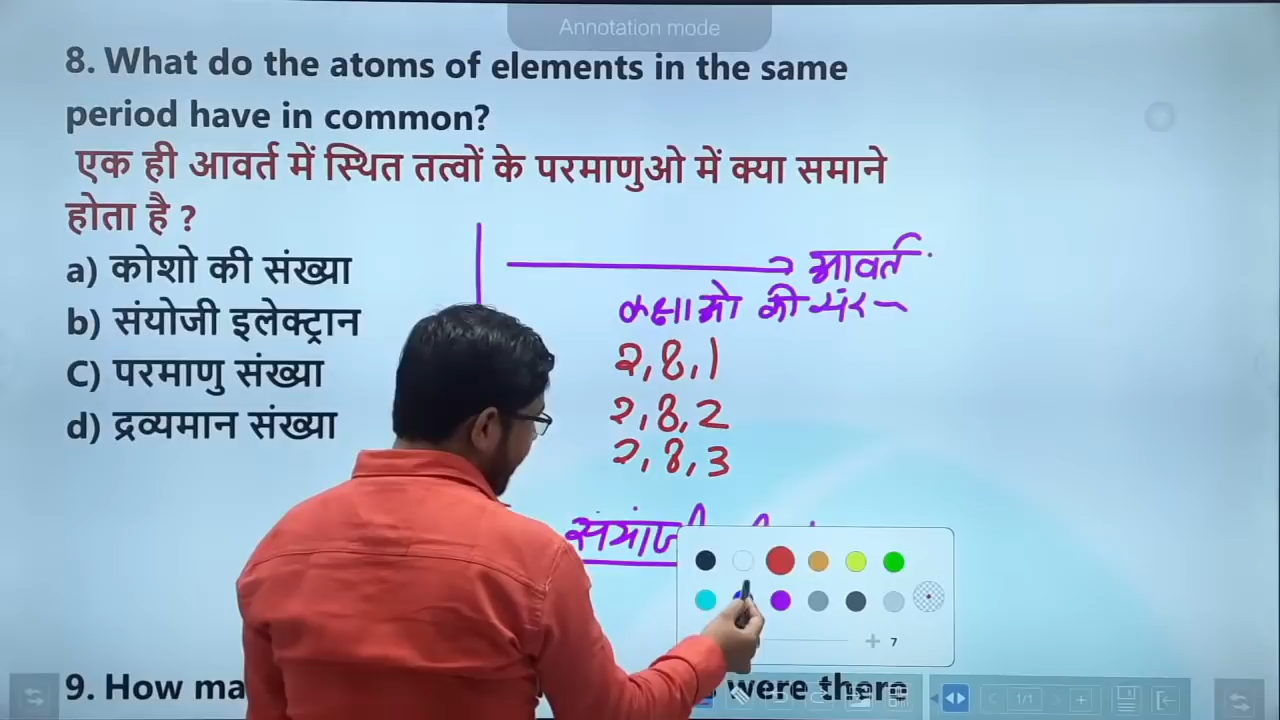 Annotation mode
8. What do the atoms of elements in the same
period have in common?
एक ही आवर्त में स्थित तत्वों के परमाणुओ में क्या समाने
होता है ?
a) कोशो की संख्या
b) संयोजी इलेक्ट्रान
C) परमाणु संख्या
d) द्रव्यमान संख्या
आवर्त
की
2,8,1
2,8,2
2,8,3
7
9. How
were there
1/1